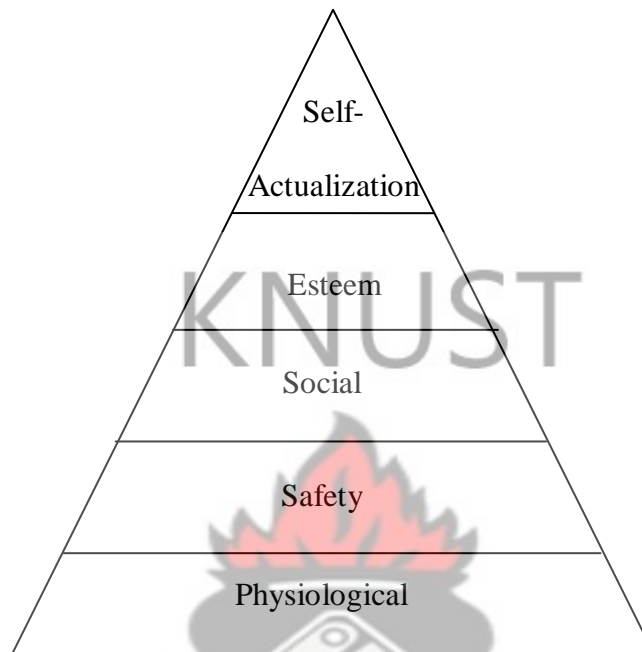 Self-
Actualization
Esteem
KNUST
Social
Safety
Physiological